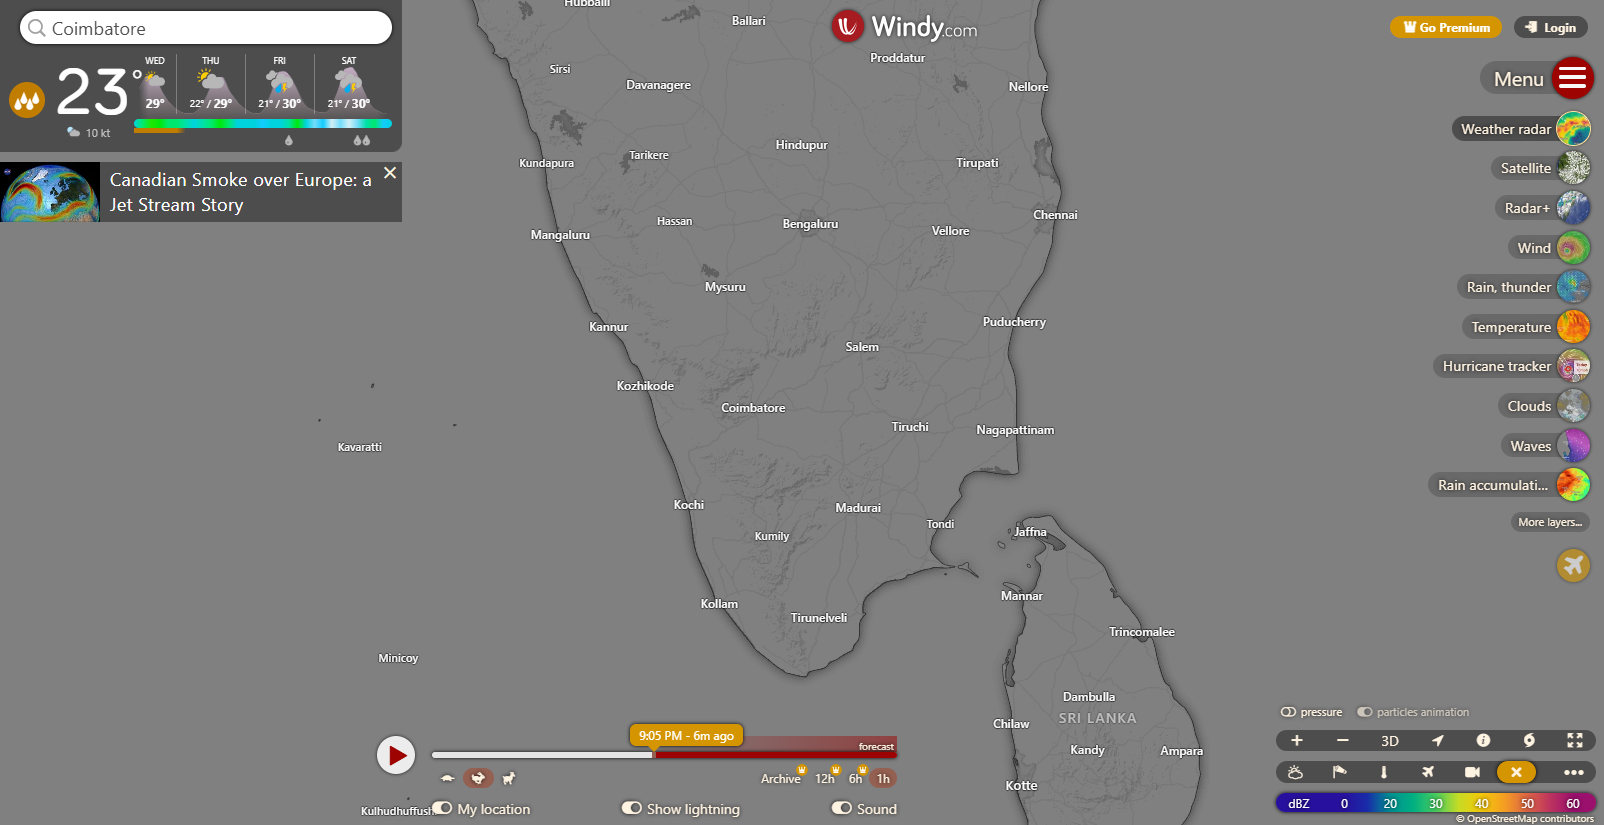 Coimbatore
23°
10 kt
WED
29°
THU
22° / 29°
FRI
21° / 30°
SAT
21° / 30°
Canadian Smoke over Europe: a
Jet Stream Story
Windy.com
Go Premium
Login
Menu
Weather radar
Satellite
Radar+
Wind
Rain, thunder
Temperature
Hurricane tracker
Clouds
Waves
Rain accumulati...
More layers...
Hubballi
Ballari
Proddatur
Sirsi
Davanagere
Nellore
Hindupur
Kundapura
Tarikere
Tirupati
Hassan
Chennai
Mangaluru
Bengaluru
Vellore
Mysuru
Kannur
Puducherry
Salem
Kozhikode
Coimbatore
Tiruchi
Nagapattinam
Kavaratti
Kochi
Madurai
Tondi
Jaffna
Kumily
Kollam
Mannar
Tirunelveli
Trincomalee
Minicoy
Dambulla
SRI LANKA
Chilaw
Kandy
Ampara
Kotte
Kulhudhuffushi
9:05 PM - 6m ago
forecast
Archive 12h 6h 1h
My location
Show lightning
Sound
pressure
particles animation
+ − 3D
dBZ 0 20 30 40 50 60
© OpenStreetMap contributors